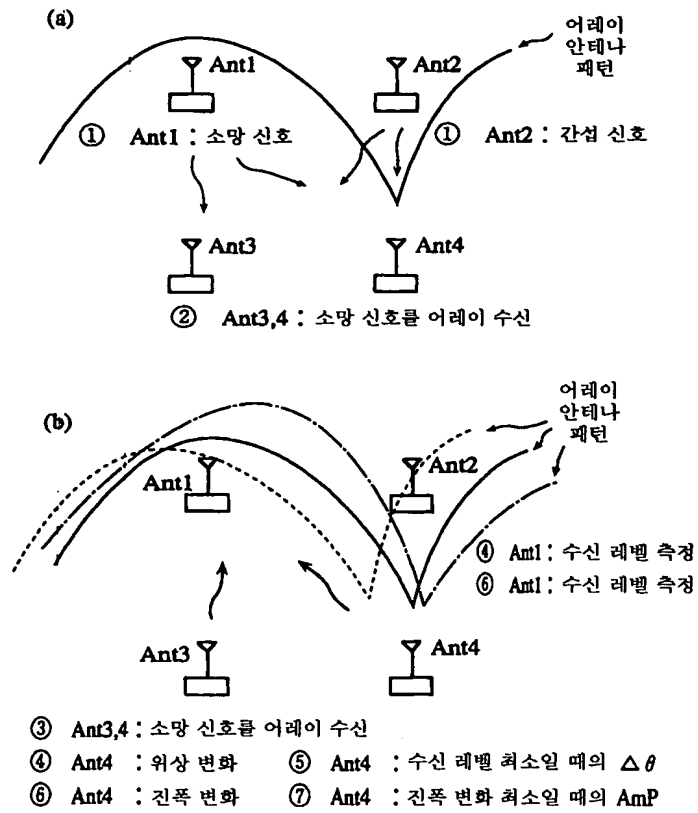 (a)
어레이
안테나
패턴
Ant1
Ant2
① Ant1 : 소망 신호
① Ant2 : 간섭 신호
Ant3
Ant4
② Ant3,4 : 소망 신호를 어레이 수신
(b)
어레이
안테나
패턴
Ant1
Ant2
④ Ant1 : 수신 레벨 측정
⑥ Ant1 : 수신 레벨 측정
Ant3
Ant4
③ Ant3,4 : 소망 신호를 어레이 수신
④ Ant4 : 위상 변화 ⑤ Ant4 : 수신 레벨 최소일 때의 △θ
⑥ Ant4 : 진폭 변화 ⑦ Ant4 : 진폭 변화 최소일 때의 AmP